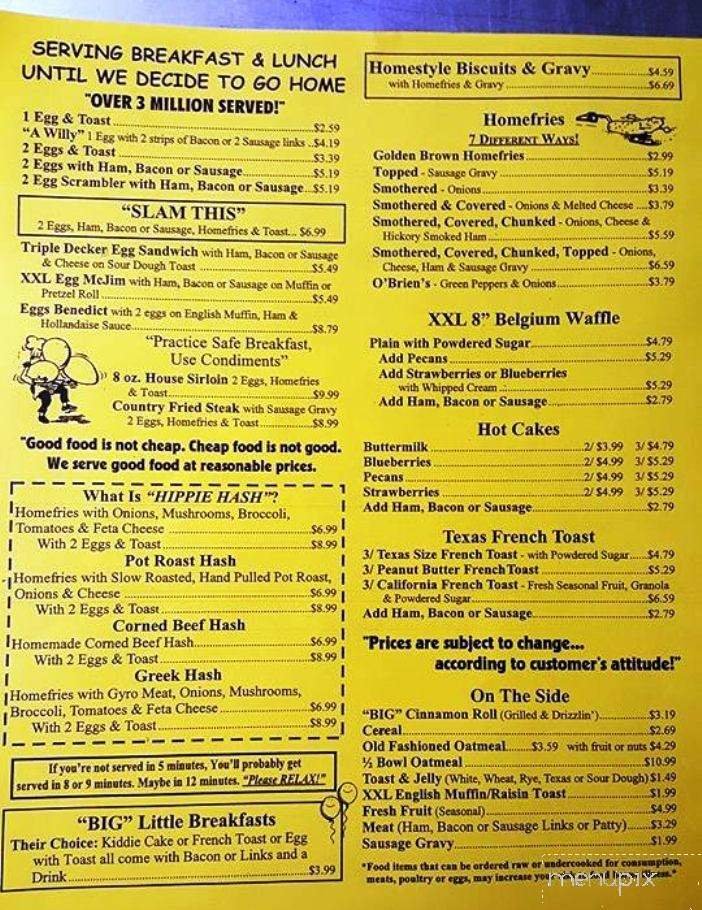 SERVING BREAKFAST & LUNCH
UNTIL WE DECIDE TO GO HOME
"OVER 3 MILLION SERVED!"
1 Egg & Toast $2.59
"A Willy" 1 Egg with 2 strips of Bacon or 2 Sausage links $4.19
2 Eggs & Toast $3.39
2 Eggs with Ham, Bacon or Sausage $5.19
2 Egg Scrambler with Ham, Bacon or Sausage $5.19
"SLAM THIS"
2 Eggs, Ham, Bacon or Sausage, Homefries & Toast... $6.99
Triple Decker Egg Sandwich with Ham, Bacon or Sausage
& Cheese on Sour Dough Toast $5.49
XXL Egg McJim with Ham, Bacon or Sausage on Muffin or
Pretzel Roll $5.49
Eggs Benedict with 2 eggs on English Muffin, Ham &
Hollandaise Sauce $8.79
"Practice Safe Breakfast,
Use Condiments"
8 oz. House Sirloin 2 Eggs, Homefries
& Toast $9.99
Country Fried Steak with Sausage Gravy
2 Eggs, Homefries & Toast $8.99
"Good food is not cheap. Cheap food is not good.
We serve good food at reasonable prices.
What Is "HIPPIE HASH"?
Homefries with Onions, Mushrooms, Broccoli,
Tomatoes & Feta Cheese $6.99
With 2 Eggs & Toast $8.99
Pot Roast Hash
Homefries with Slow Roasted, Hand Pulled Pot Roast,
Onions & Cheese $6.99
With 2 Eggs & Toast $8.99
Corned Beef Hash
Homemade Corned Beef Hash $6.99
With 2 Eggs & Toast $8.99
Greek Hash
Homefries with Gyro Meat, Onions, Mushrooms,
Broccoli, Tomatoes & Feta Cheese $6.99
With 2 Eggs & Toast $8.99
If you're not served in 5 minutes, You'll probably get
served in 8 or 9 minutes. Maybe in 12 minutes. "Please RELAX!"
"BIG" Little Breakfasts
Their Choice: Kiddie Cake or French Toast or Egg
with Toast all come with Bacon or Links and a
Drink $3.99
Homestyle Biscuits & Gravy $4.59
with Homefries & Gravy $6.69
Homefries
7 DIFFERENT WAYS!
Golden Brown Homefries $2.99
Topped - Sausage Gravy $5.19
Smothered - Onions $3.39
Smothered & Covered - Onions & Melted Cheese $3.79
Smothered, Covered, Chunked - Onions, Cheese &
Hickory Smoked Ham $5.59
Smothered, Covered, Chunked, Topped - Onions,
Cheese, Ham & Sausage Gravy $6.59
O'Brien's - Green Peppers & Onions $3.79
XXL 8" Belgium Waffle
Plain with Powdered Sugar $4.79
Add Pecans $5.29
Add Strawberries or Blueberries
with Whipped Cream $5.29
Add Ham, Bacon or Sausage $2.79
Hot Cakes
Buttermilk 2/ $3.99 3/ $4.79
Blueberries 2/ $4.99 3/ $5.29
Pecans 2/ $4.99 3/ $5.29
Strawberries 2/ $4.99 3/ $5.29
Add Ham, Bacon or Sausage $2.79
Texas French Toast
3/ Texas Size French Toast - with Powdered Sugar $4.79
3/ Peanut Butter French Toast $5.29
3/ California French Toast - Fresh Seasonal Fruit, Granola
& Powdered Sugar $6.59
Add Ham, Bacon or Sausage $2.79
"Prices are subject to change...
according to customer's attitude!"
On The Side
"BIG" Cinnamon Roll (Grilled & Drizzlin') $3.19
Cereal $2.69
Old Fashioned Oatmeal $3.59 with fruit or nuts $4.29
½ Bowl Oatmeal $10.99
Toast & Jelly (White, Wheat, Rye, Texas or Sour Dough) $1.49
XXL English Muffin/Raisin Toast $1.99
Fresh Fruit (Seasonal) $4.99
Meat (Ham, Bacon or Sausage Links or Patty) $3.29
Sausage Gravy $1.99
*Food items that can be ordered raw or undercooked for consumption,
meats, poultry or eggs, may increase
menupix